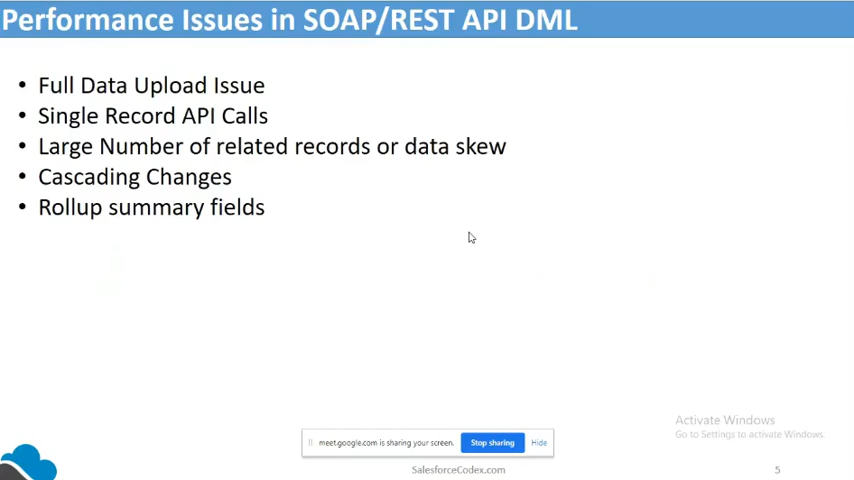 Performance Issues in SOAP/REST API DML
• Full Data Upload Issue
• Single Record API Calls
• Large Number of related records or data skew
• Cascading Changes
• Rollup summary fields
Activate Windows
Go to Settings to activate Windows.
meet.google.com is sharing your screen. Stop sharing Hide
SalesforceCodex.com 5